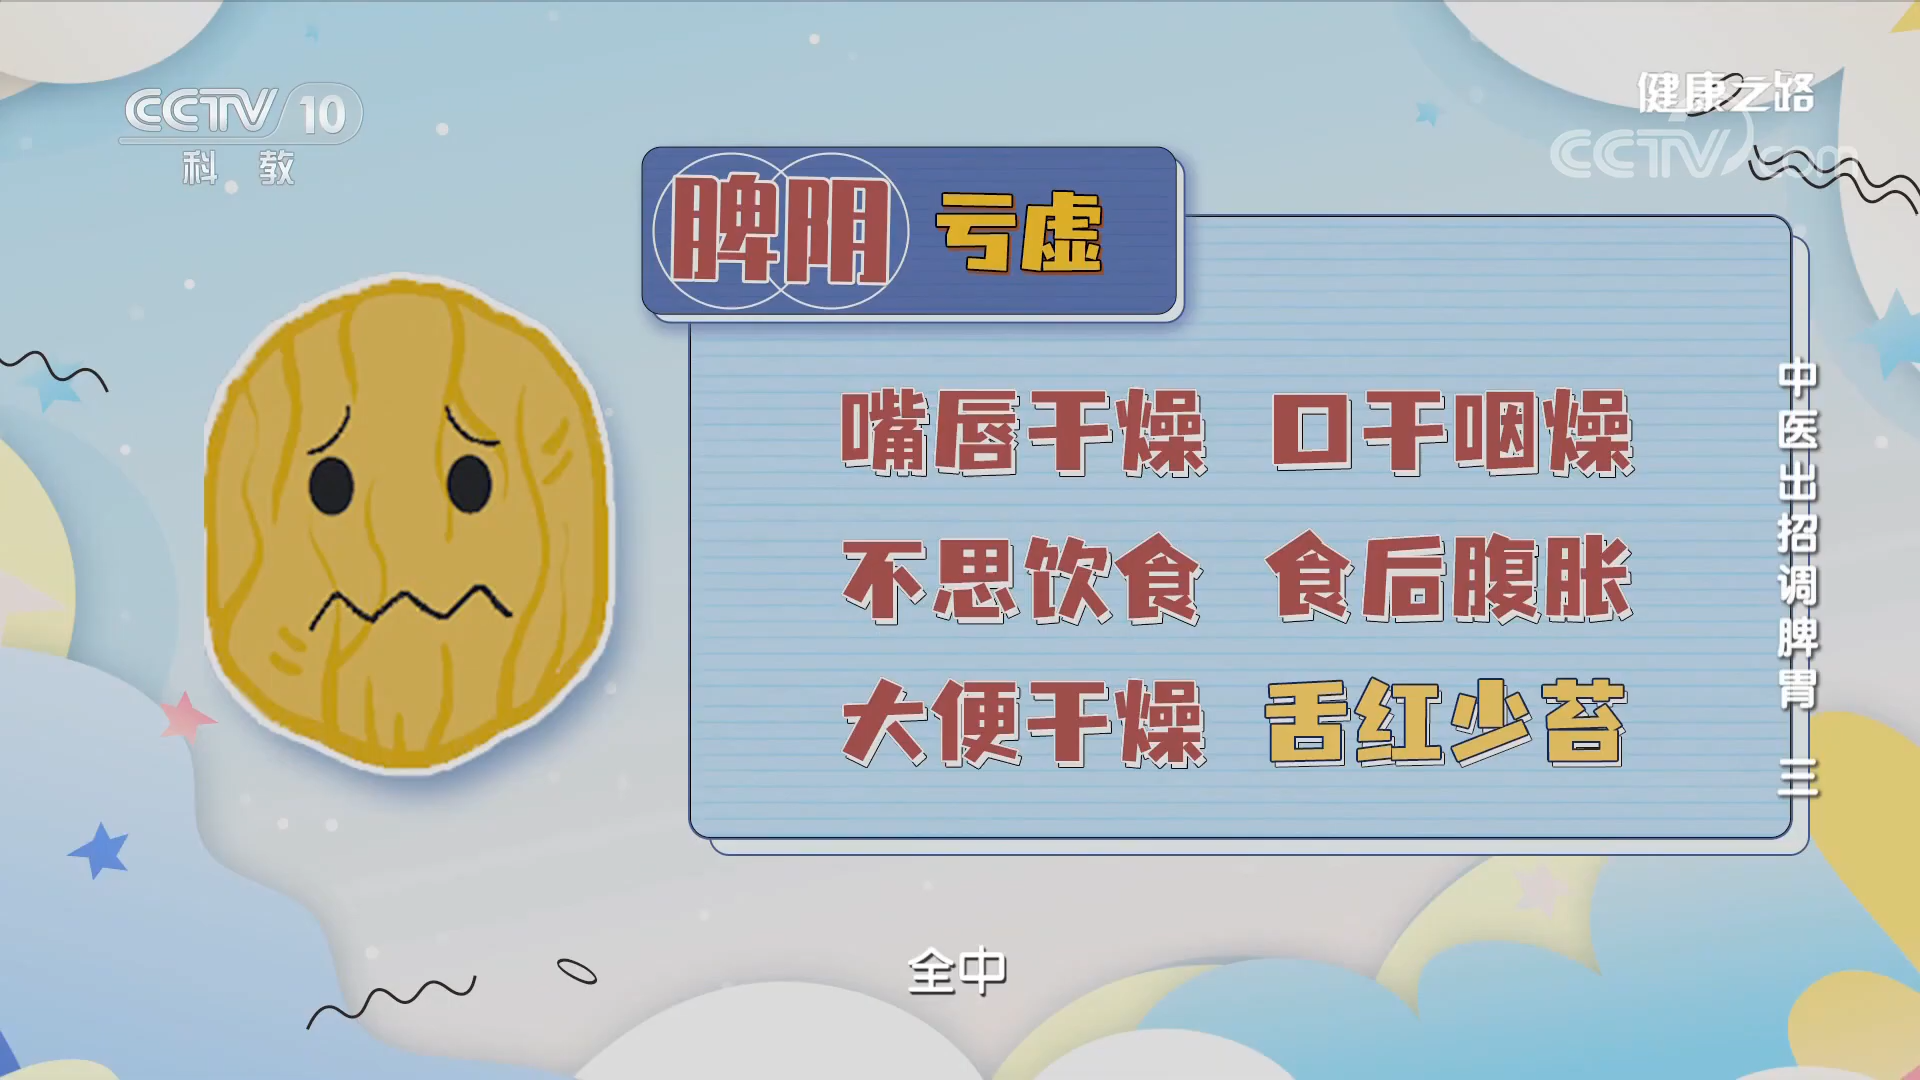 CCTV 10
科教
健康之路
CCTV.com
脾阴 亏虚
嘴唇干燥 口干咽燥
不思饮食 食后腹胀
大便干燥 舌红少苔
中医出招调脾胃 三
全中